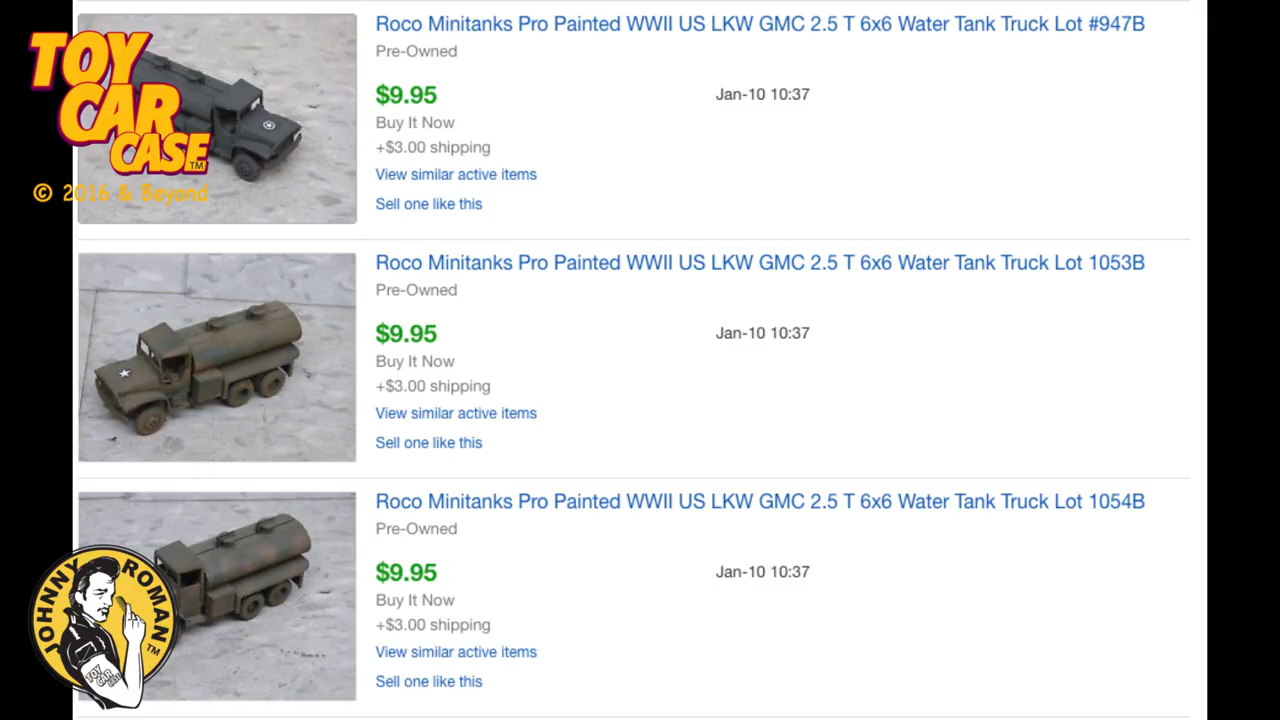 TOY
CAR
CASE™
© 2016 & Beyond
Roco Minitanks Pro Painted WWII US LKW GMC 2.5 T 6x6 Water Tank Truck Lot #947B
Pre-Owned
$9.95
Jan-10 10:37
Buy It Now
+$3.00 shipping
View similar active items
Sell one like this
Roco Minitanks Pro Painted WWII US LKW GMC 2.5 T 6x6 Water Tank Truck Lot 1053B
Pre-Owned
$9.95
Jan-10 10:37
Buy It Now
+$3.00 shipping
View similar active items
Sell one like this
Roco Minitanks Pro Painted WWII US LKW GMC 2.5 T 6x6 Water Tank Truck Lot 1054B
Pre-Owned
$9.95
Jan-10 10:37
Buy It Now
+$3.00 shipping
View similar active items
Sell one like this
JOHNNY ROMAN™
TOY
CAR
CASE